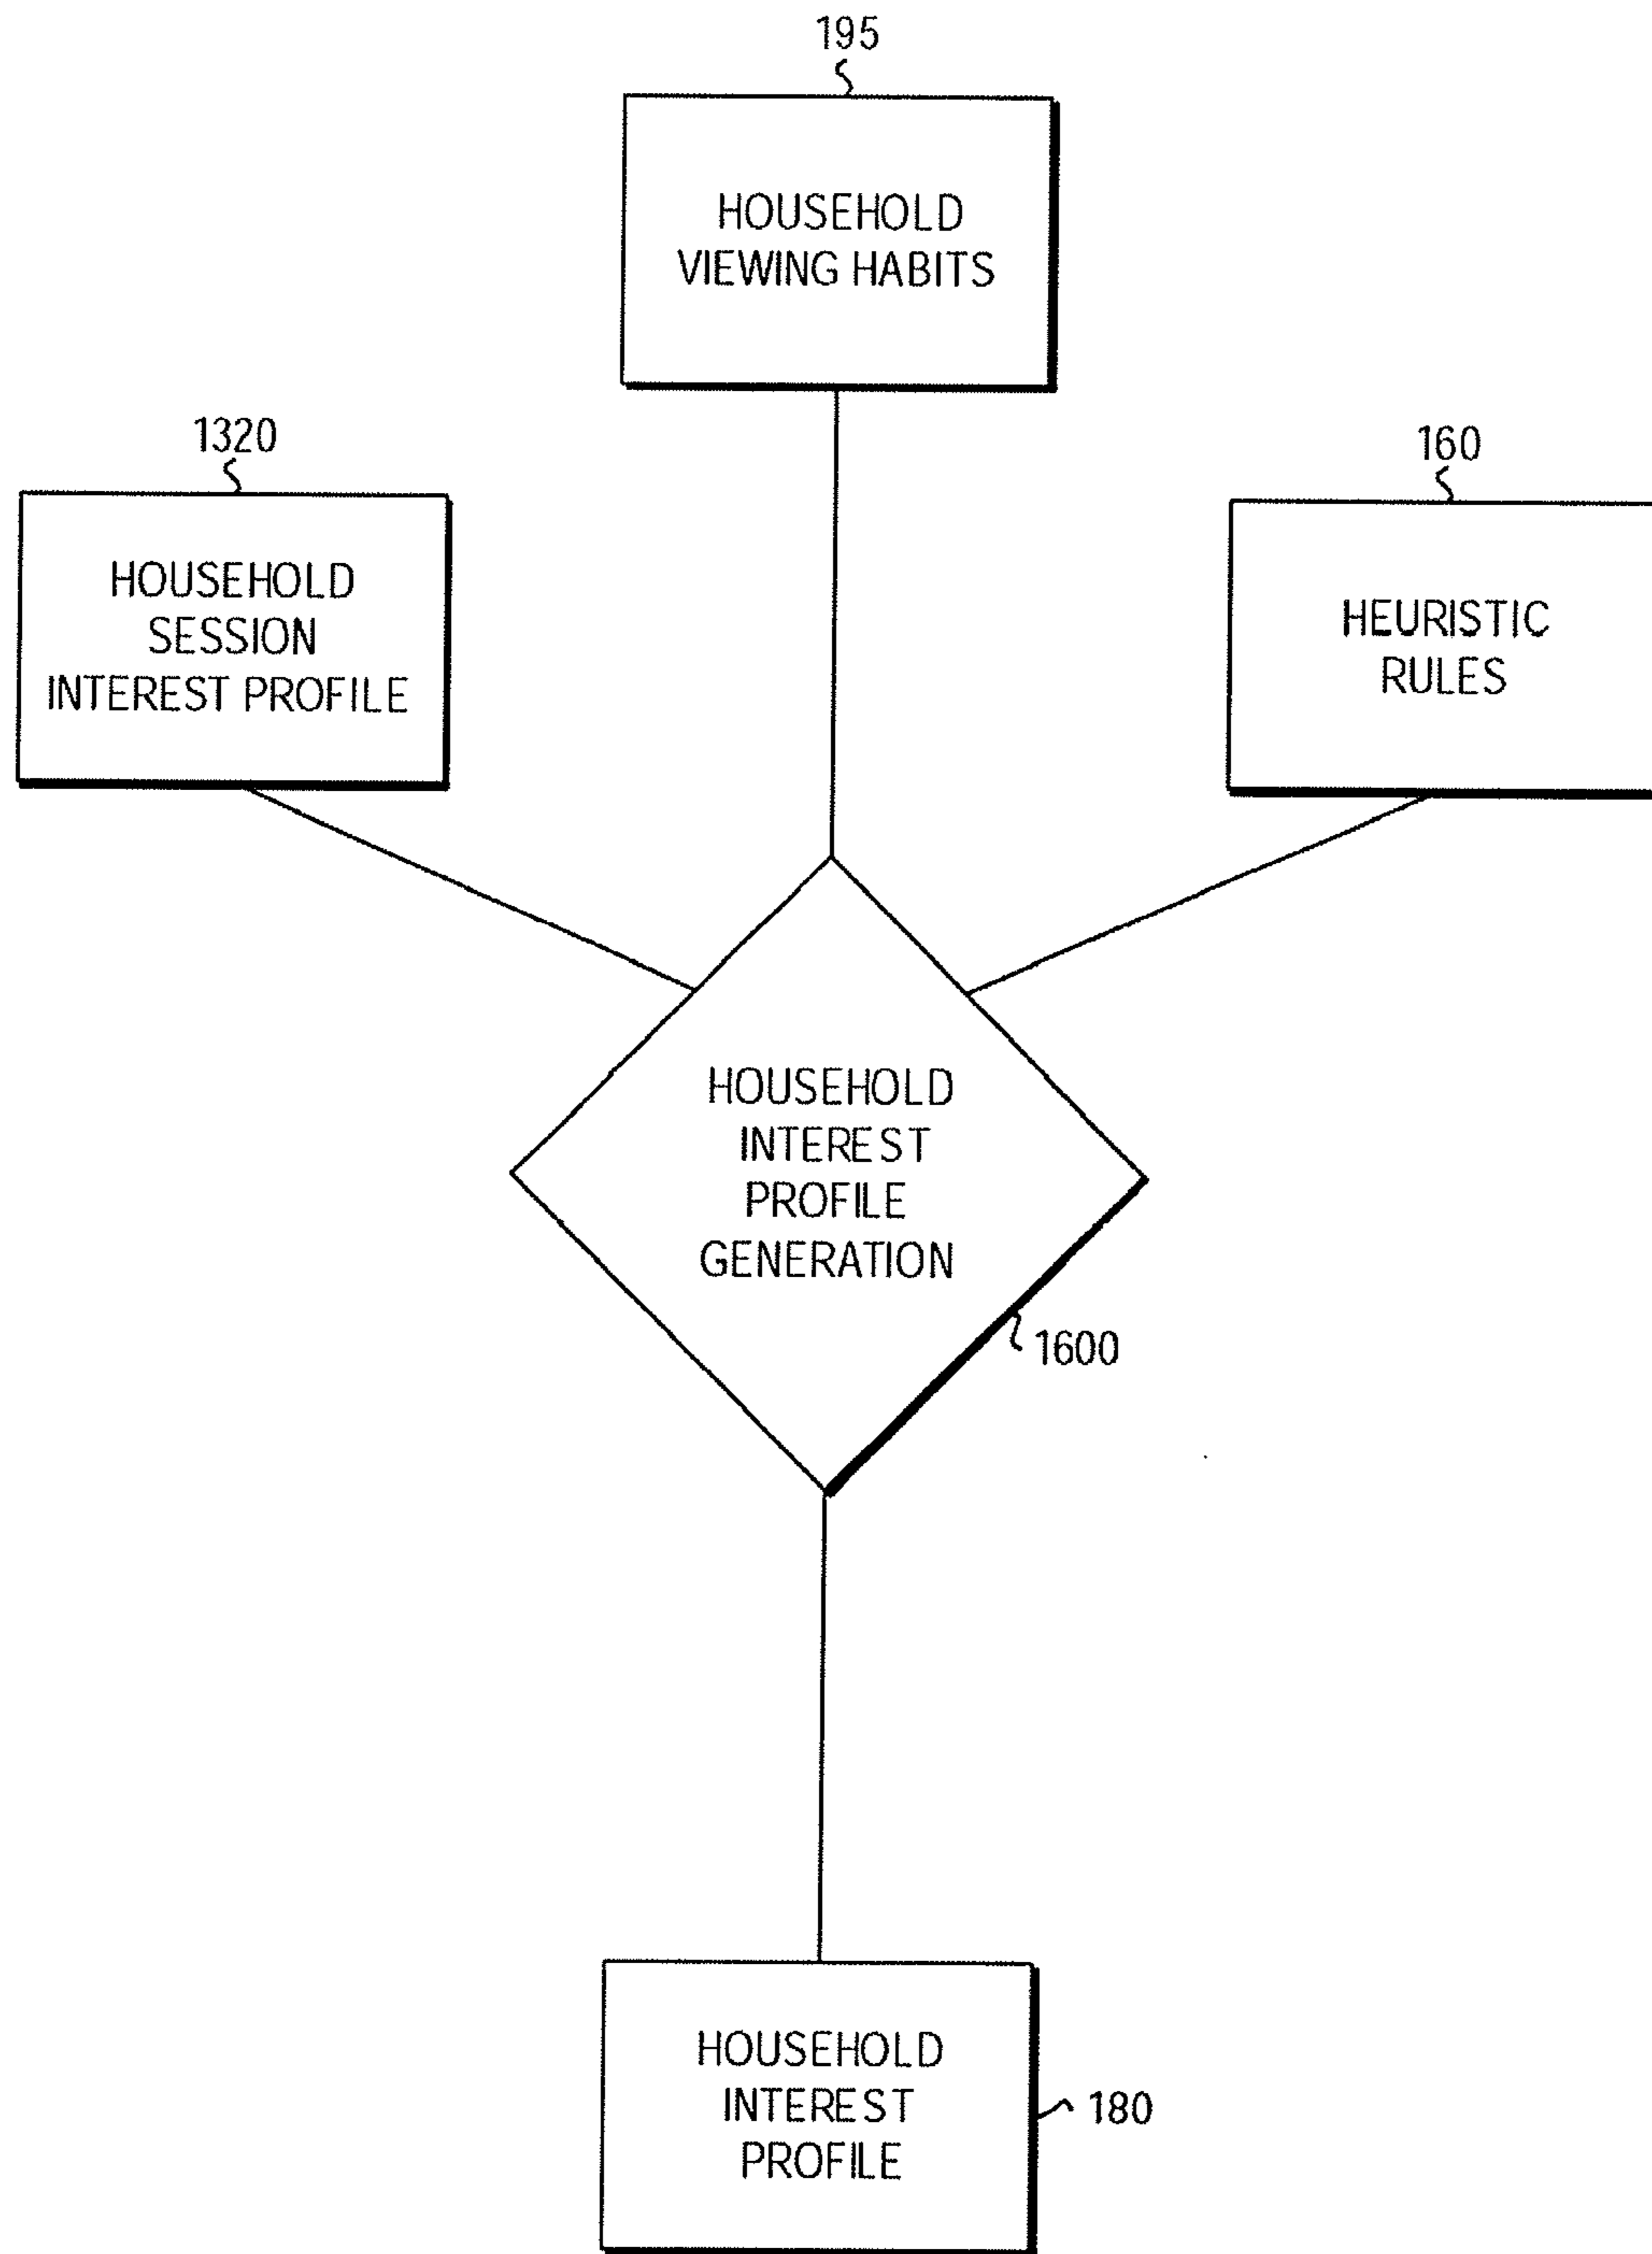 195
HOUSEHOLD
VIEWING HABITS
1320
HOUSEHOLD
SESSION
INTEREST PROFILE
160
HEURISTIC
RULES
HOUSEHOLD
INTEREST
PROFILE
GENERATION
1600
HOUSEHOLD
INTEREST
PROFILE
180